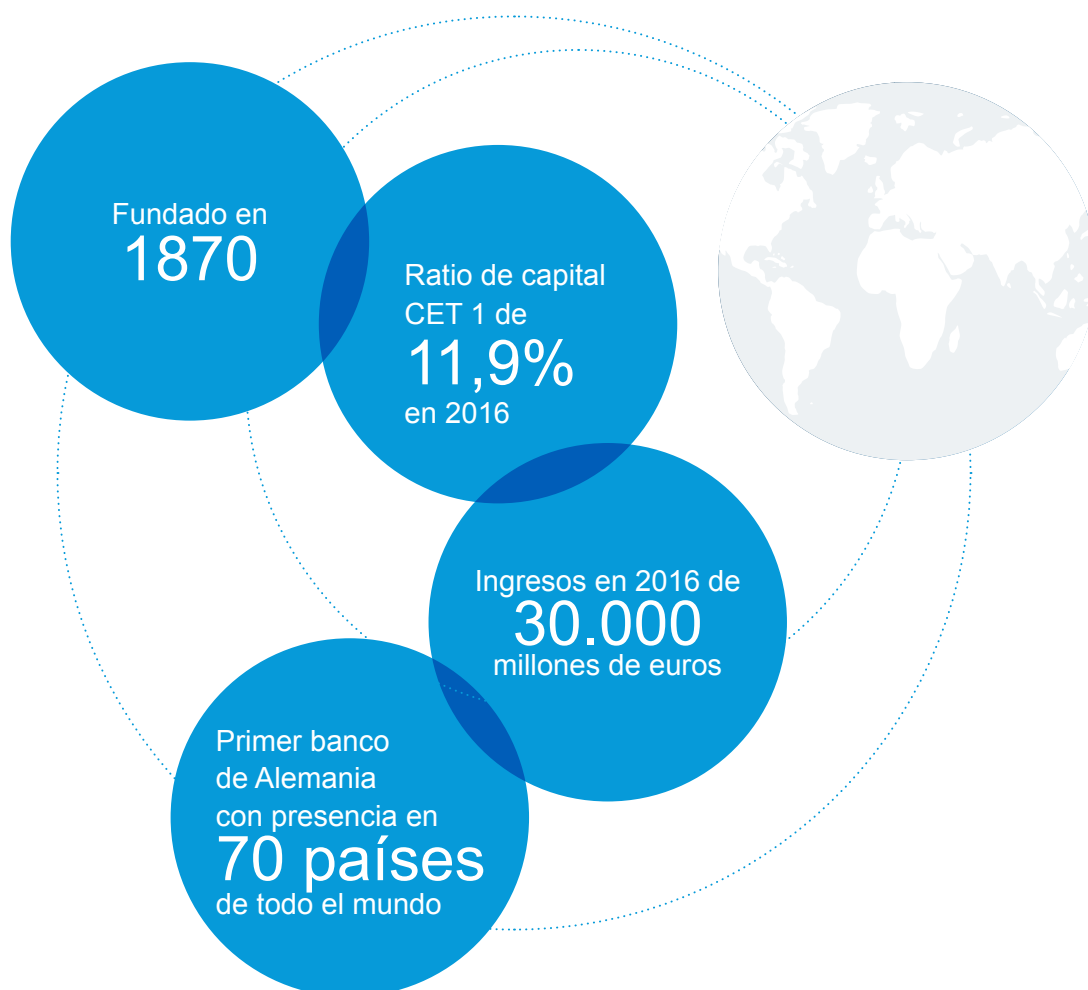 Fundado en
1870
Ratio de capital
CET 1 de
11,9%
en 2016
Ingresos en 2016 de
30.000
millones de euros
Primer banco
de Alemania
con presencia en
70 países
de todo el mundo